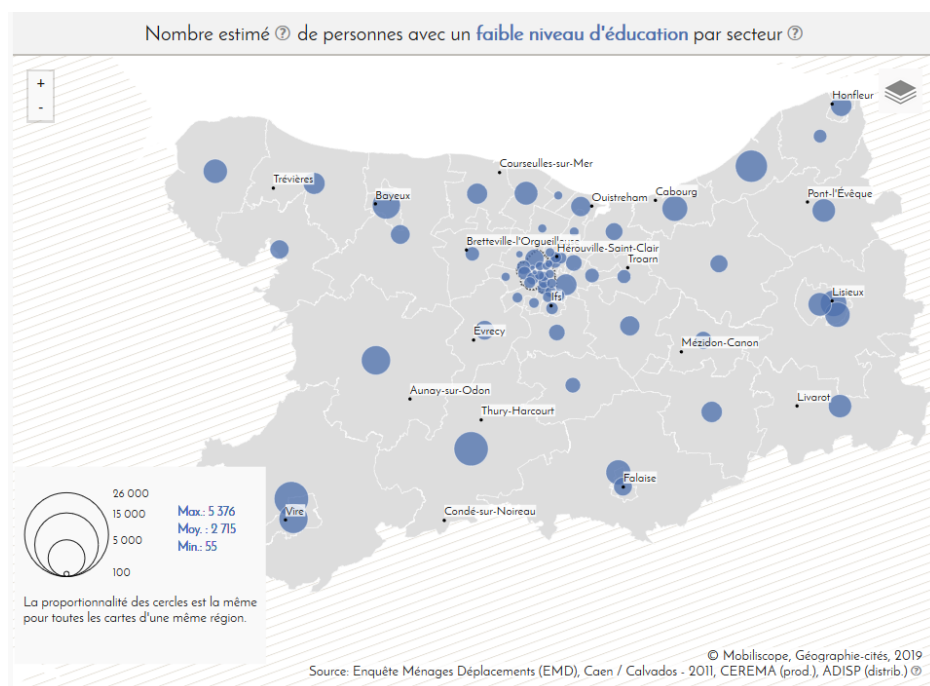 Nombre estimé ? de personnes avec un faible niveau d'éducation par secteur ?
+
-
Honfleur
Courseulles-sur-Mer
Trévières
Bayeux
Ouistreham
Cabourg
Pont-l'Évêque
Bretteville-l'Orgueilleuse
Hérouville-Saint-Clair
Troarn
Ifs
Lisieux
Évrecy
Mézidon-Canon
Aunay-sur-Odon
Livarot
Thury-Harcourt
Falaise
Vire
Condé-sur-Noireau
26 000
15 000
5 000
100
Max.: 5 376
Moy. : 2 715
Min.: 55
La proportionnalité des cercles est la même
pour toutes les cartes d'une même région.
© Mobiliscope, Géographie-cités, 2019
Source: Enquête Ménages Déplacements (EMD), Caen / Calvados - 2011, CEREMA (prod.), ADISP (distrib.) ?